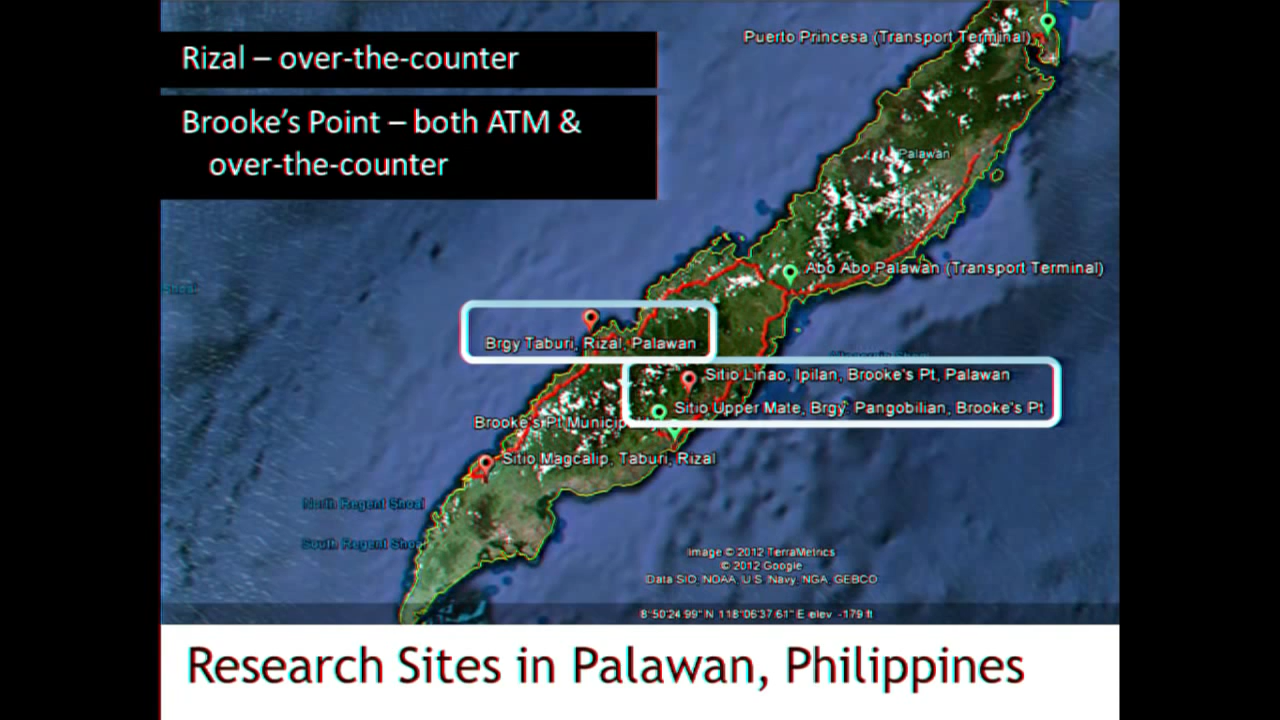 Rizal – over-the-counter
Brooke's Point – both ATM &
over-the-counter
Puerto Princesa (Transport Terminal)
Palawan
Abo Abo Palawan (Transport Terminal)
Shoal
Brgy Taburi, Rizal, Palawan
Sitio Linao, Ipilan, Brooke's Pt, Palawan
Sitio Upper Mate, Brgy. Pangobilian, Brooke's Pt
Brooke's Pt Municip
Sitio Magcalip, Taburi, Rizal
North Regent Shoal
South Regent Shoal
Image © 2012 TerraMetrics
© 2012 Google
Data SIO, NOAA, U.S. Navy, NGA, GEBCO
8°50'24.99" N 118°06'37.61" E elev -179 ft
Research Sites in Palawan, Philippines